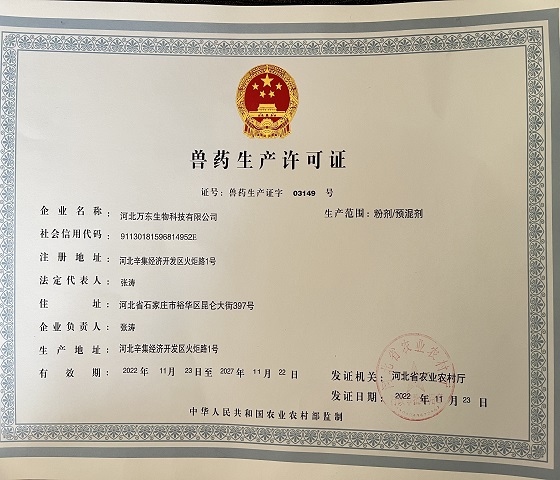 兽药生产许可证
证号：兽药生产证字 03149 号
企业名称：河北万东生物科技有限公司
生产范围：粉剂/预混剂
社会信用代码：91130181596814952E
注册地址：河北辛集经济开发区火炬路1号
法定代表人：张涛
住址：河北省石家庄市裕华区昆仑大街397号
企业负责人：张涛
生产地址：河北辛集经济开发区火炬路1号
有效期：2022 年 11 月 23 日至 2027 年 11 月 22 日
发证机关：河北省农业农村厅
发证日期：2022 年 11 月 23 日
中华人民共和国农业农村部监制